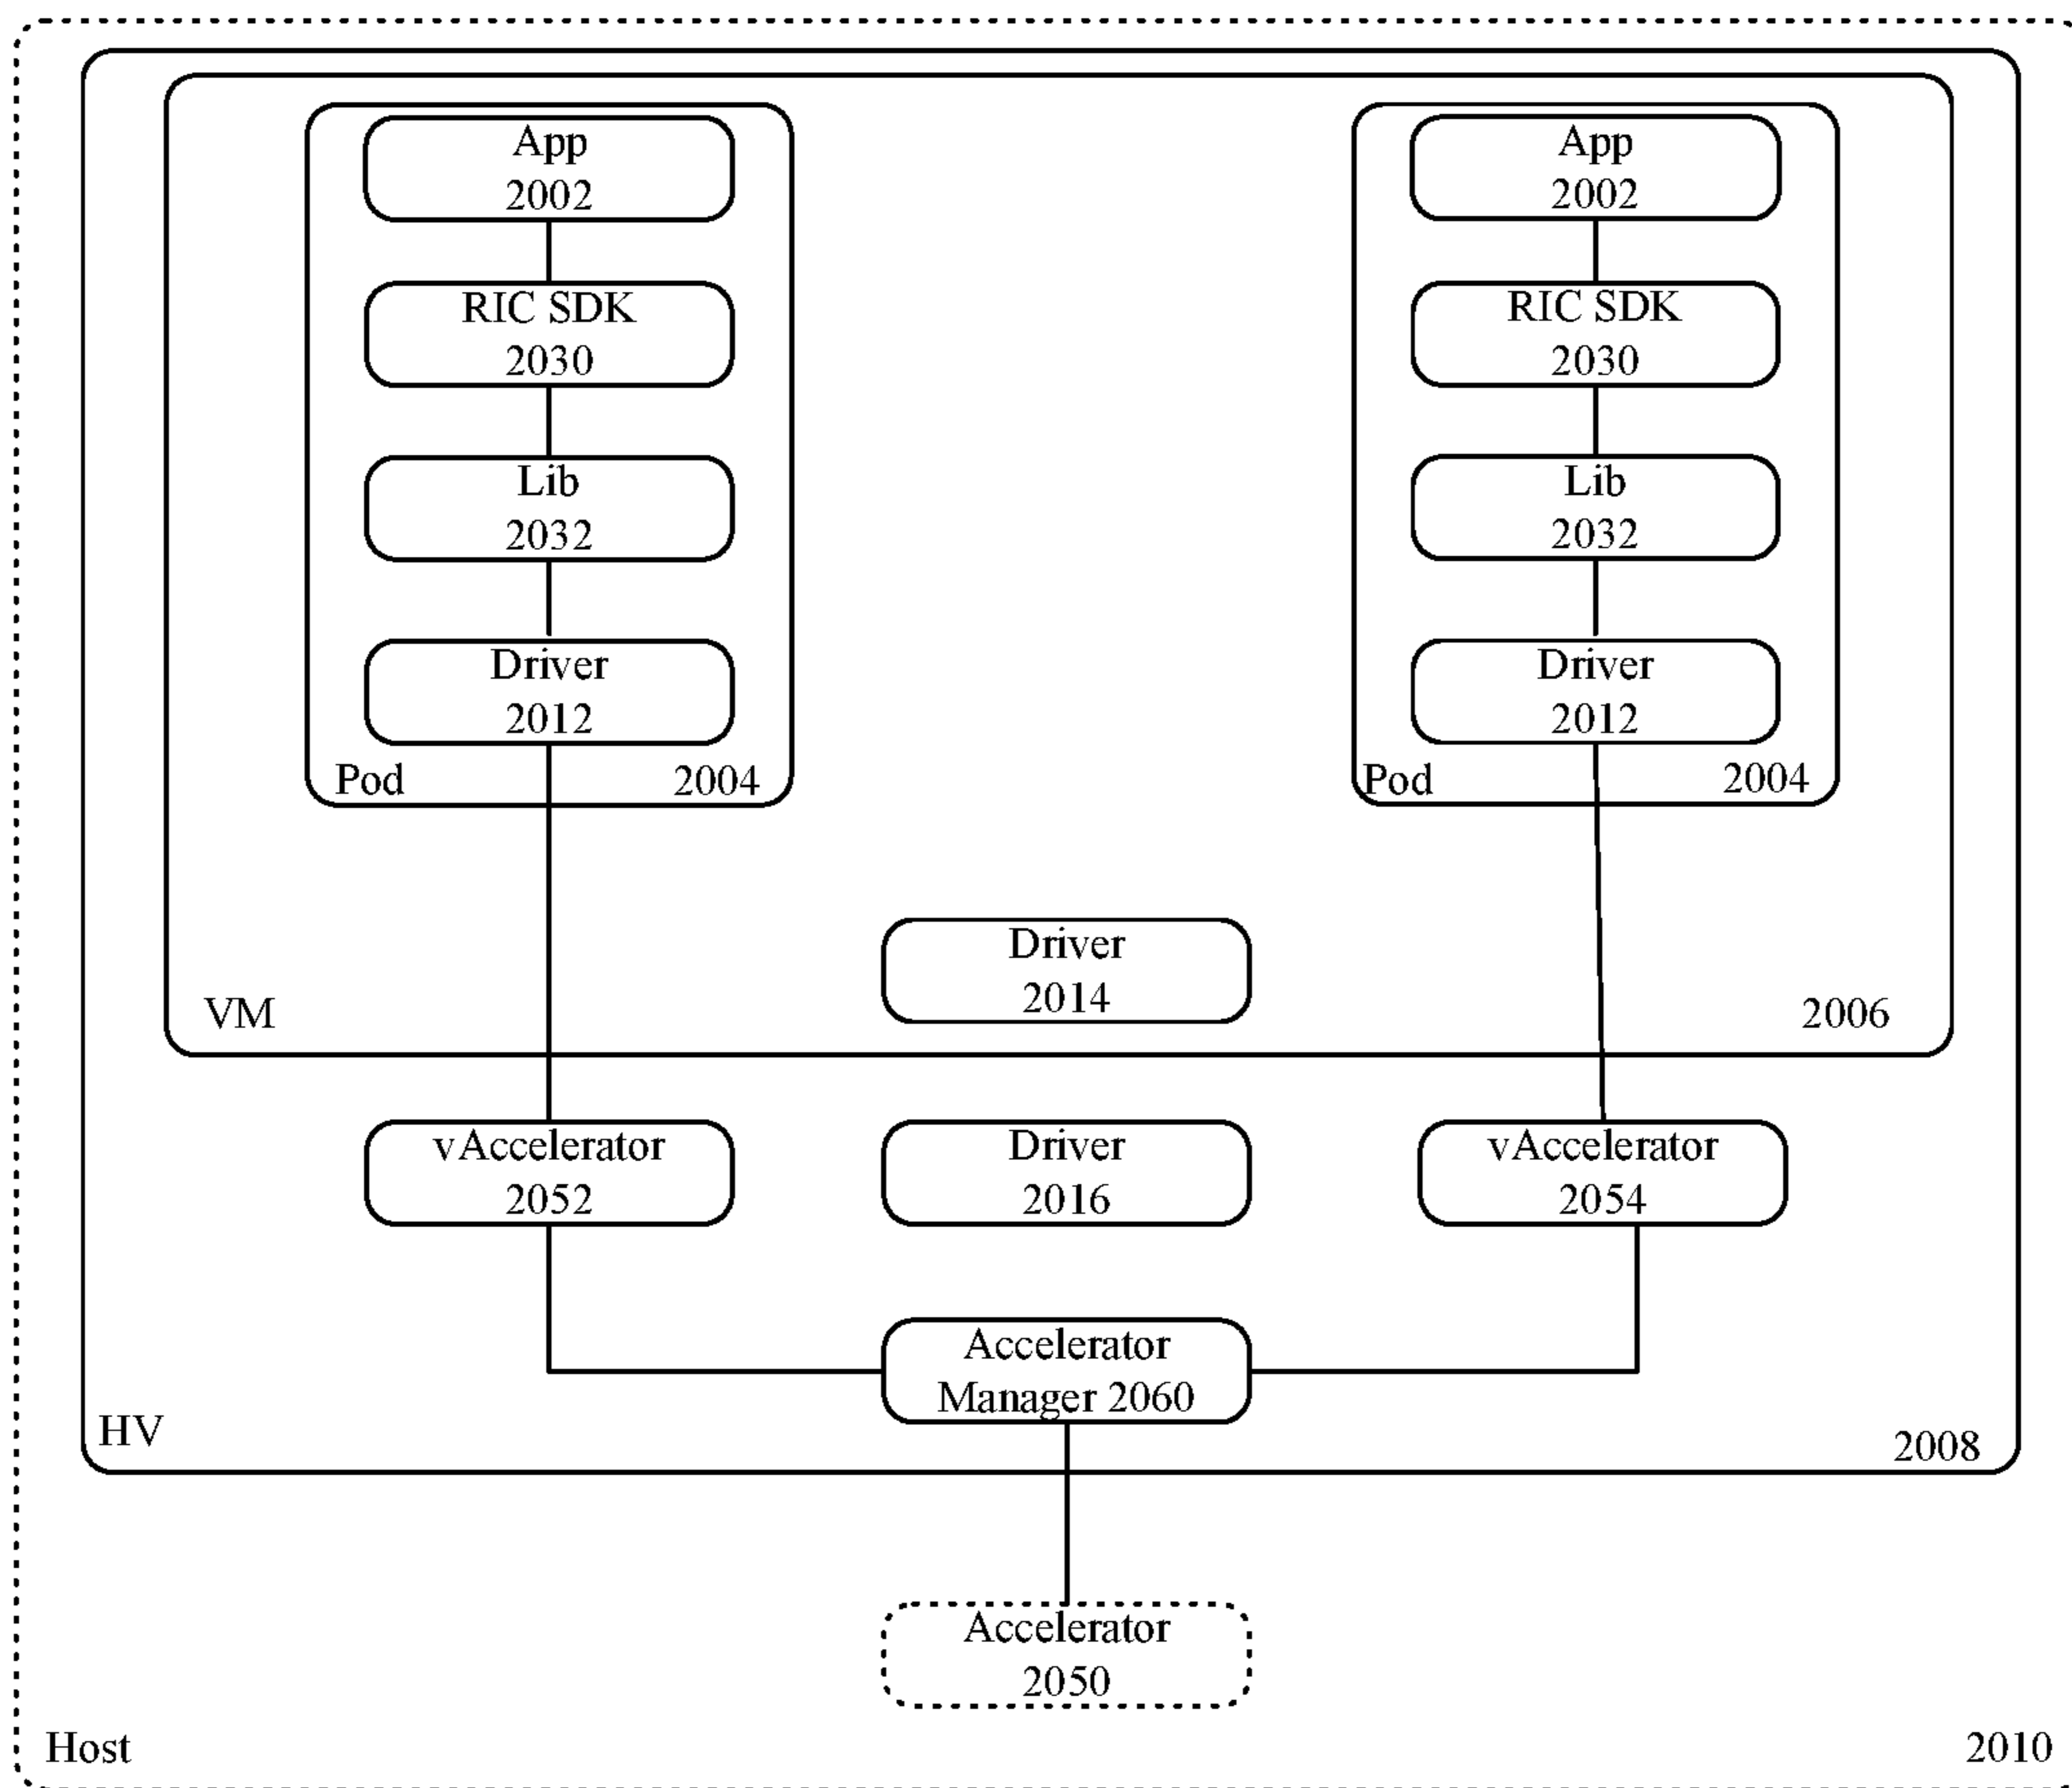 App
2002
RIC SDK
2030
Lib
2032
Driver
2012
Pod 2004
App
2002
RIC SDK
2030
Lib
2032
Driver
2012
Pod 2004
Driver
2014
VM 2006
vAccelerator
2052
Driver
2016
vAccelerator
2054
Accelerator
Manager 2060
HV 2008
Accelerator
2050
Host 2010